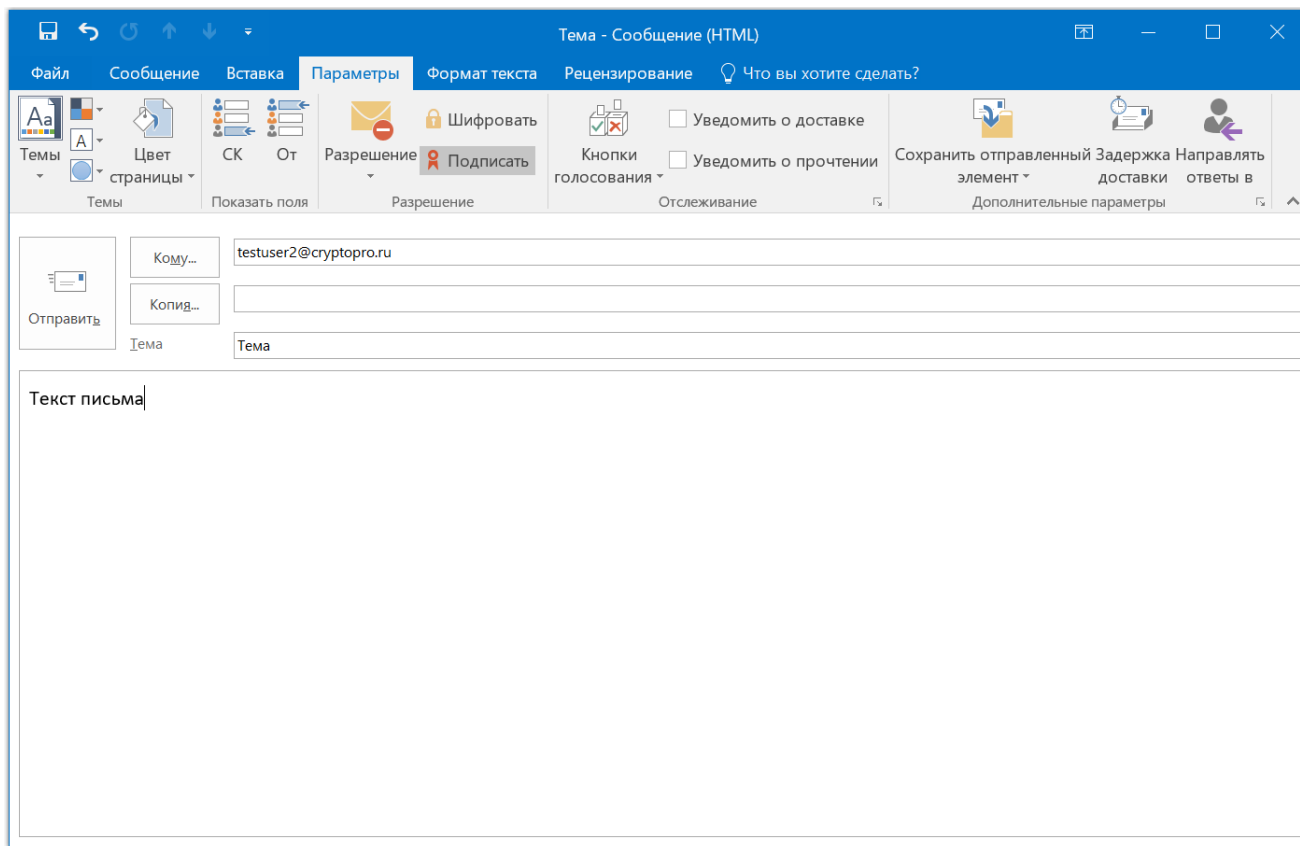 Тема - Сообщение (HTML)
Файл Сообщение Вставка Параметры Формат текста Рецензирование Что вы хотите сделать?
Aa
A
Темы
Цвет
страницы
СК От
Разрешение
Шифровать
Подписать
Кнопки
голосования
Уведомить о доставке
Уведомить о прочтении
Сохранить отправленный
элемент
Задержка
доставки
Направлять
ответы в
Темы Показать поля Разрешение Отслеживание Дополнительные параметры
Отправить
Кому...
testuser2@cryptopro.ru
Копия...
Тема
Тема
Текст письма